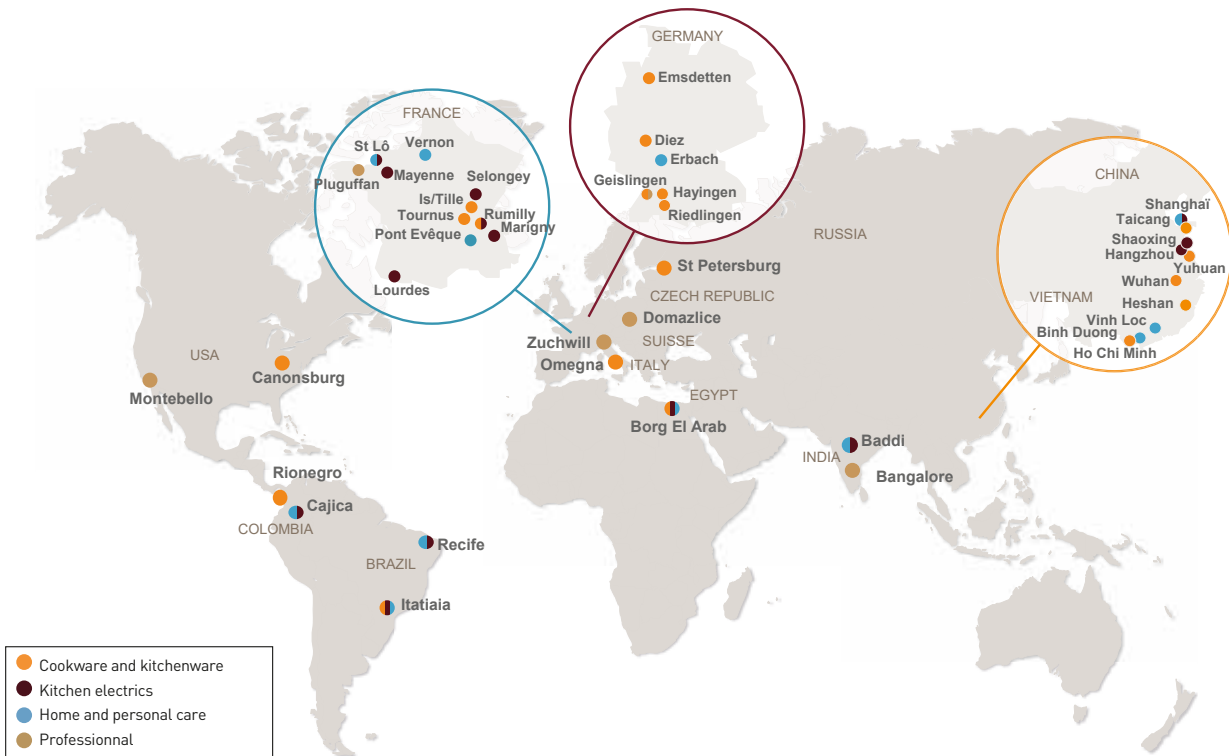 GERMANY
Emsdetten
Diez
Erbach
Geislingen
Hayingen
Riedlingen
FRANCE
Vernon
St Lô
Mayenne
Pluguffan
Selongey
Is/Tille
Tournus
Rumilly
Marigny
Pont Evêque
Lourdes
CHINA
Shanghaï
Taicang
Shaoxing
Hangzhou
Yuhuan
Wuhan
Heshan
VIETNAM
Vinh Loc
Binh Duong
Ho Chi Minh
RUSSIA
St Petersburg
CZECH REPUBLIC
Domazlice
Zuchwill
SUISSE
Omegna
ITALY
USA
Canonsburg
Montebello
EGYPT
Borg El Arab
Baddi
INDIA
Bangalore
Rionegro
Cajica
COLOMBIA
Recife
BRAZIL
Itatiaia
Cookware and kitchenware
Kitchen electrics
Home and personal care
Professionnal